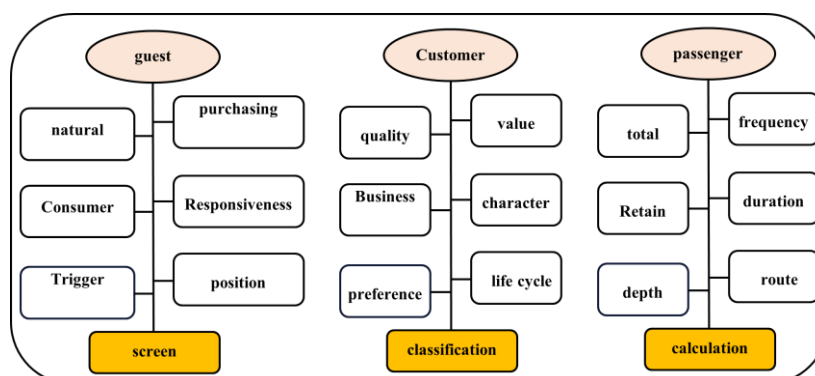 guest
natural
purchasing
Consumer
Responsiveness
Trigger
position
screen
Customer
quality
value
Business
character
preference
life cycle
classification
passenger
total
frequency
Retain
duration
depth
route
calculation